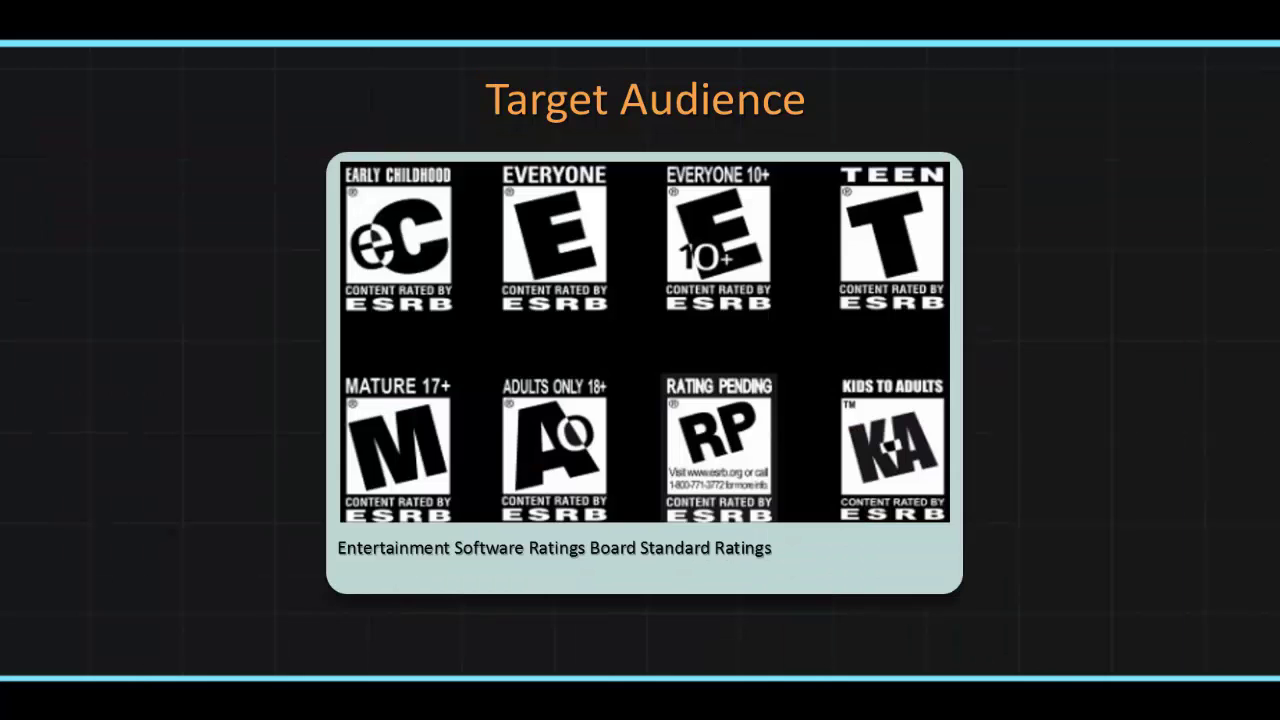 Target Audience
EARLY CHILDHOOD
®
eC
CONTENT RATED BY
ESRB
EVERYONE
®
E
CONTENT RATED BY
ESRB
EVERYONE 10+
®
E
10+
CONTENT RATED BY
ESRB
TEEN
®
T
CONTENT RATED BY
ESRB
MATURE 17+
®
M
CONTENT RATED BY
ESRB
ADULTS ONLY 18+
®
AO
CONTENT RATED BY
ESRB
RATING PENDING
®
RP
Visit www.esrb.org or call
1-800-771-3772 for more info.
CONTENT RATED BY
ESRB
KIDS TO ADULTS
™
K-A
CONTENT RATED BY
ESRB
Entertainment Software Ratings Board Standard Ratings